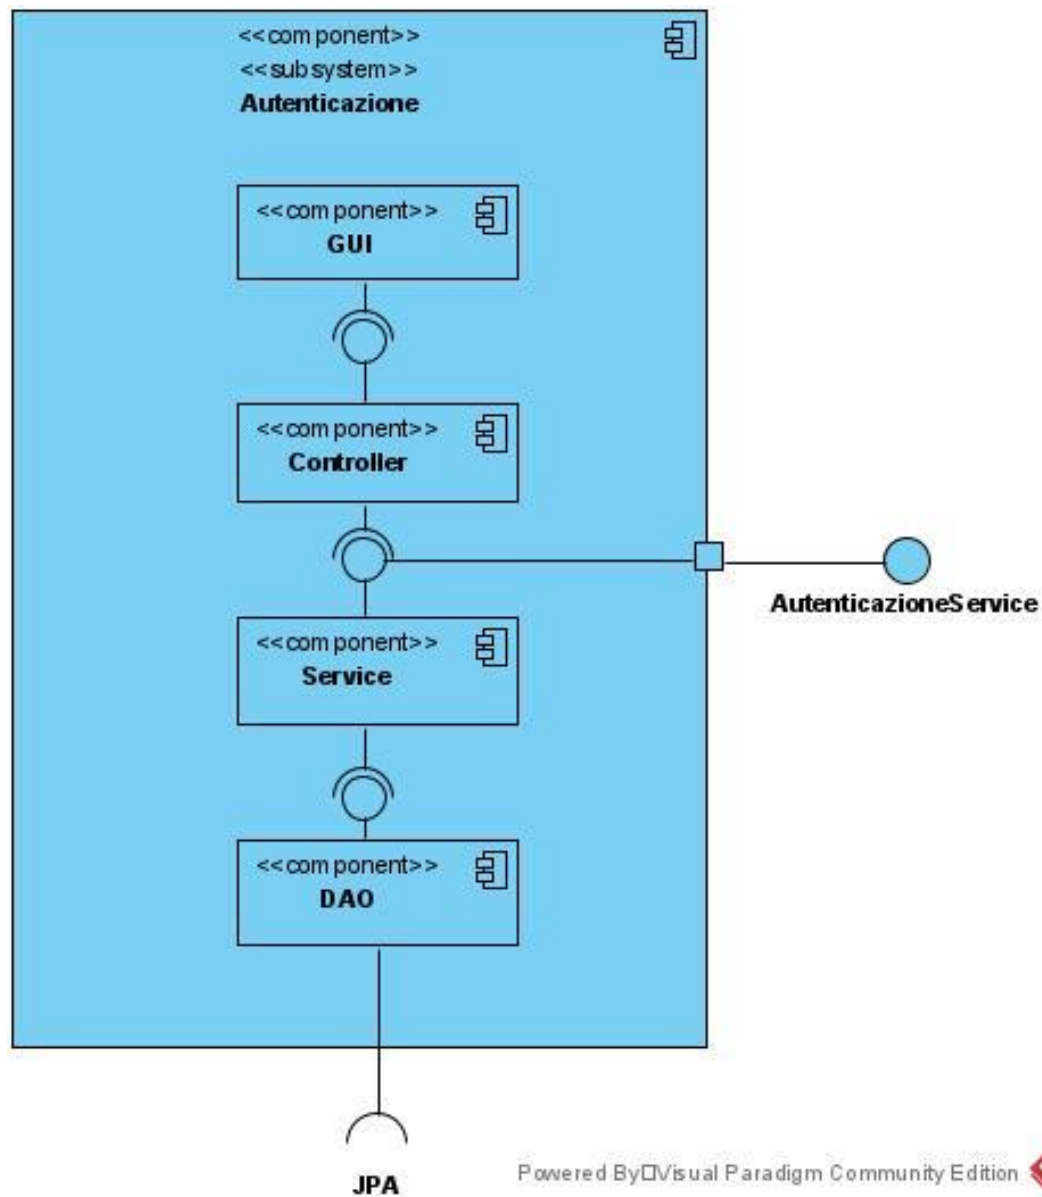 <<component>>
<<subsystem>>
Autenticazione
<<component>>
GUI
<<component>>
Controller
AutenticazioneService
<<component>>
Service
<<component>>
DAO
JPA
Powered By□Visual Paradigm Community Edition